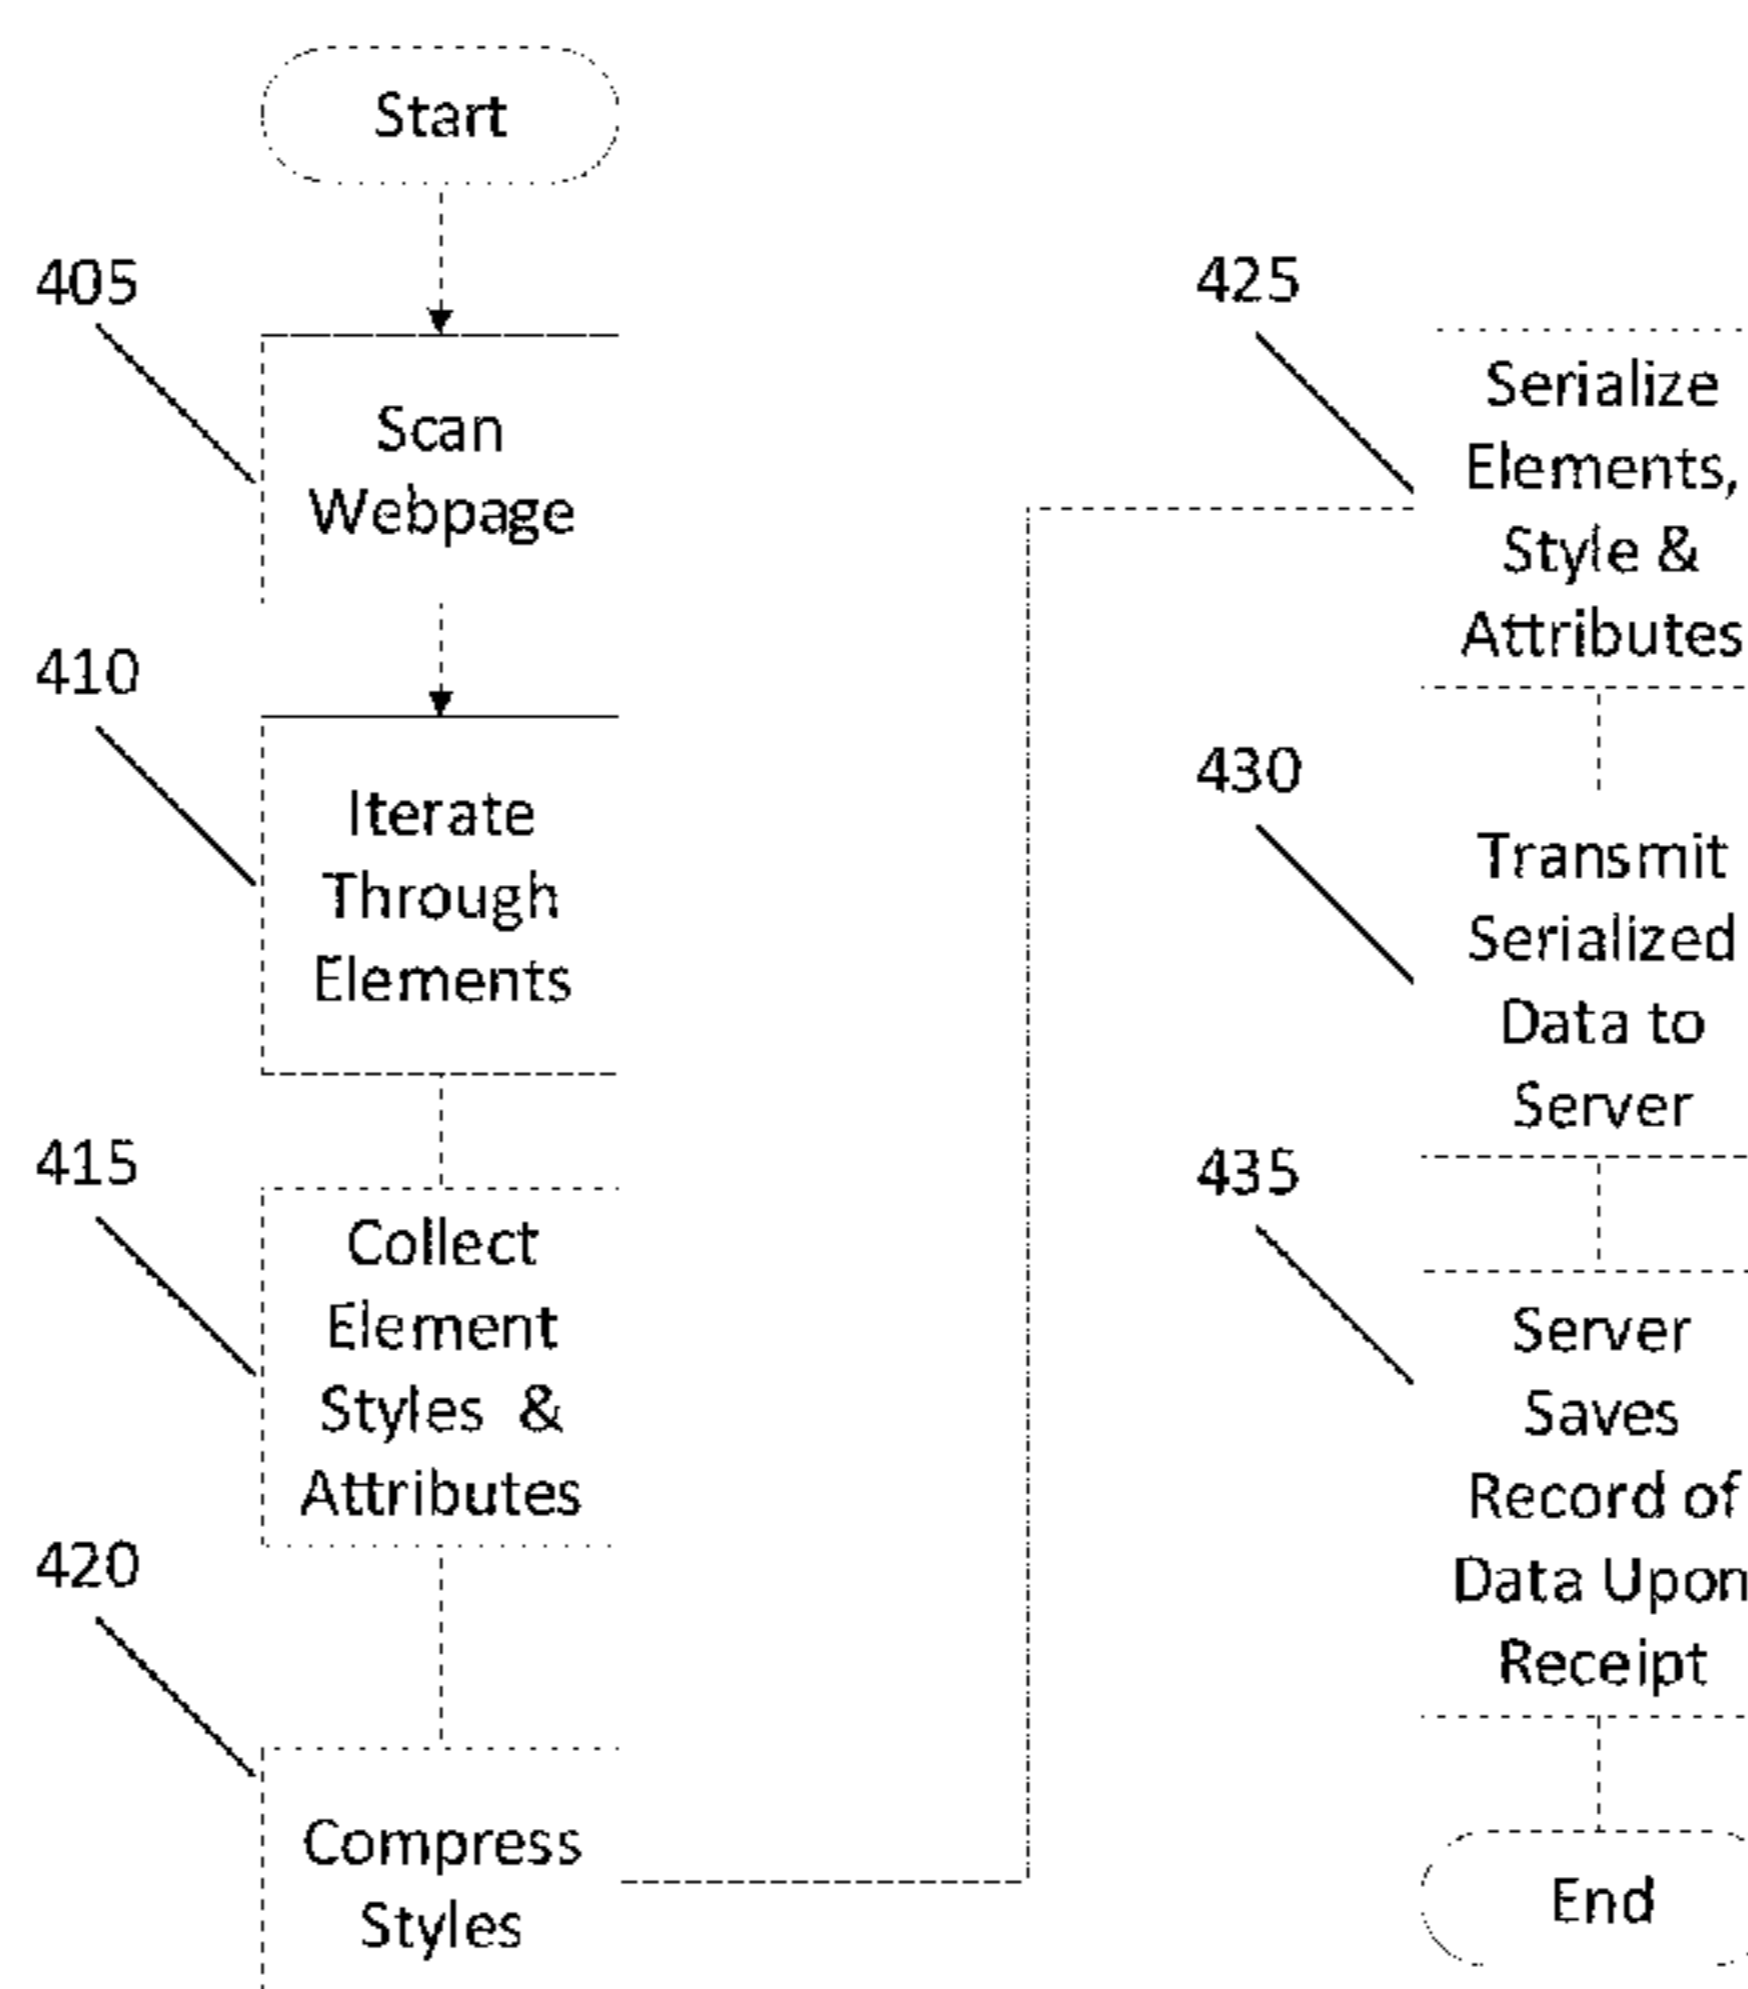 Start
405
Scan
Webpage
410
Iterate
Through
Elements
415
Collect
Element
Styles &
Attributes
420
Compress
Styles
425
Serialize
Elements,
Style &
Attributes
430
Transmit
Serialized
Data to
Server
435
Server
Saves
Record of
Data Upon
Receipt
End